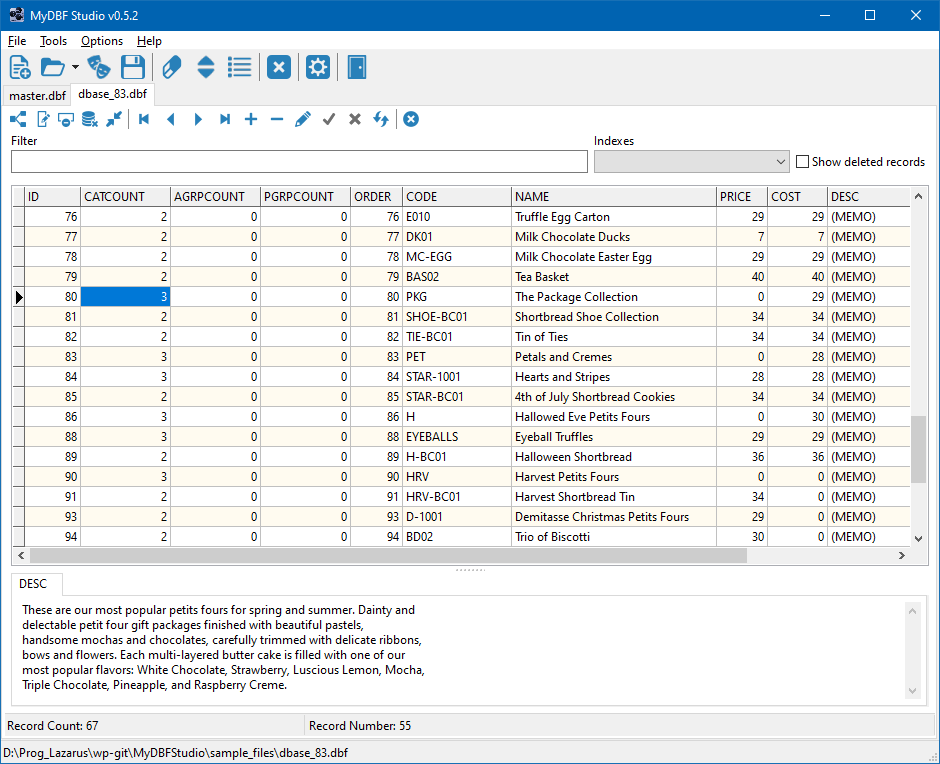 MyDBF Studio v0.5.2
File Tools Options Help
master.dbf dbase_83.dbf
Filter Indexes
Show deleted records
ID CATCOUNT AGRPCOUNT PGRPCOUNT ORDER CODE NAME PRICE COST DESC
76 2 0 0 76 E010 Truffle Egg Carton 29 29 (MEMO)
77 2 0 0 77 DK01 Milk Chocolate Ducks 7 7 (MEMO)
78 2 0 0 78 MC-EGG Milk Chocolate Easter Egg 29 29 (MEMO)
79 2 0 0 79 BAS02 Tea Basket 40 40 (MEMO)
80 3 0 0 80 PKG The Package Collection 0 29 (MEMO)
81 2 0 0 81 SHOE-BC01 Shortbread Shoe Collection 34 34 (MEMO)
82 2 0 0 82 TIE-BC01 Tin of Ties 34 34 (MEMO)
83 3 0 0 83 PET Petals and Cremes 0 28 (MEMO)
84 3 0 0 84 STAR-1001 Hearts and Stripes 28 28 (MEMO)
85 2 0 0 85 STAR-BC01 4th of July Shortbread Cookies 34 34 (MEMO)
86 3 0 0 86 H Hallowed Eve Petits Fours 0 30 (MEMO)
88 3 0 0 88 EYEBALLS Eyeball Truffles 29 29 (MEMO)
89 2 0 0 89 H-BC01 Halloween Shortbread 36 36 (MEMO)
90 3 0 0 90 HRV Harvest Petits Fours 0 0 (MEMO)
91 2 0 0 91 HRV-BC01 Harvest Shortbread Tin 34 0 (MEMO)
93 2 0 0 93 D-1001 Demitasse Christmas Petits Fours 29 0 (MEMO)
94 2 0 0 94 BD02 Trio of Biscotti 30 0 (MEMO)
DESC
These are our most popular petits fours for spring and summer. Dainty and
delectable petit four gift packages finished with beautiful pastels,
handsome mochas and chocolates, carefully trimmed with delicate ribbons,
bows and flowers. Each multi-layered butter cake is filled with one of our
most popular flavors: White Chocolate, Strawberry, Luscious Lemon, Mocha,
Triple Chocolate, Pineapple, and Raspberry Creme.
Record Count: 67 Record Number: 55
D:\Prog_Lazarus\wp-git\MyDBFStudio\sample_files\dbase_83.dbf